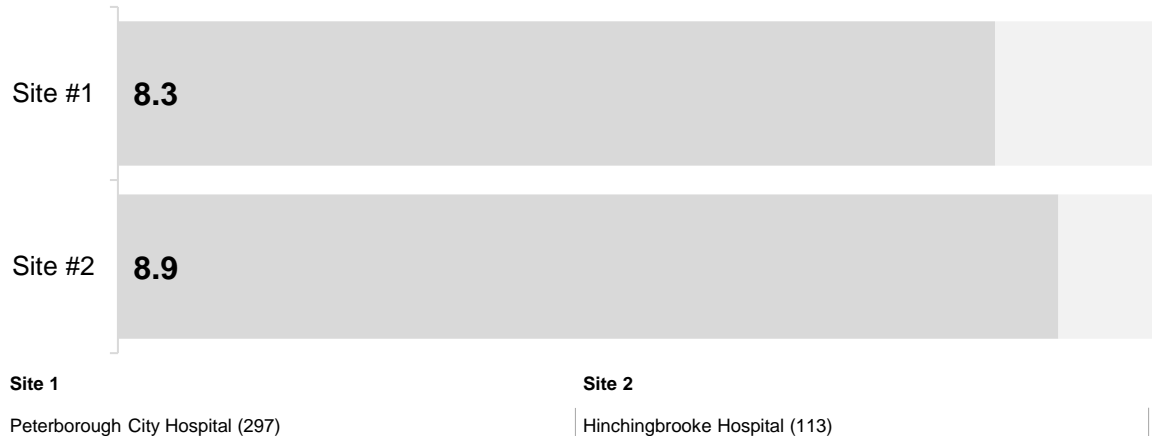 Site #1 8.3
Site #2 8.9
Site 1 Site 2
Peterborough City Hospital (297) Hinchingbrooke Hospital (113)